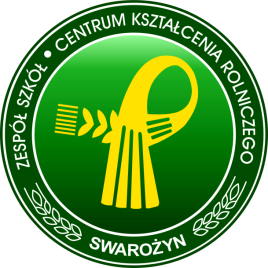 ZESPÓŁ SZKÓŁ • CENTRUM KSZTAŁCENIA ROLNICZEGO
SWAROŻYN